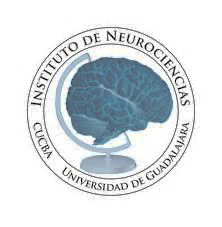 INSTITUTO DE NEUROCIENCIAS
CUCBA
UNIVERSIDAD DE GUADALAJARA